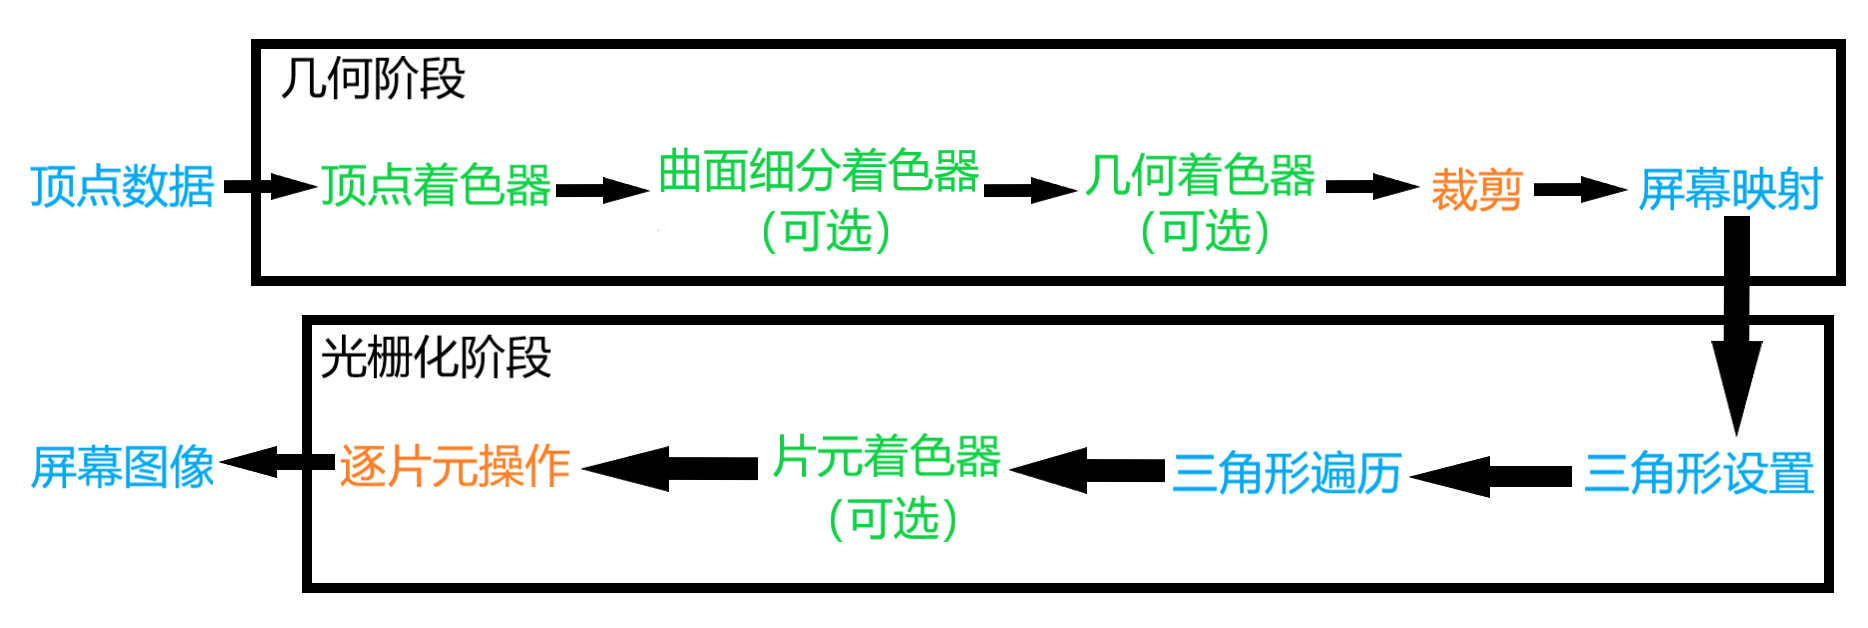 几何阶段
顶点数据
顶点着色器
曲面细分着色器
(可选)
几何着色器
(可选)
裁剪
屏幕映射
光栅化阶段
三角形设置
三角形遍历
片元着色器
(可选)
逐片元操作
屏幕图像